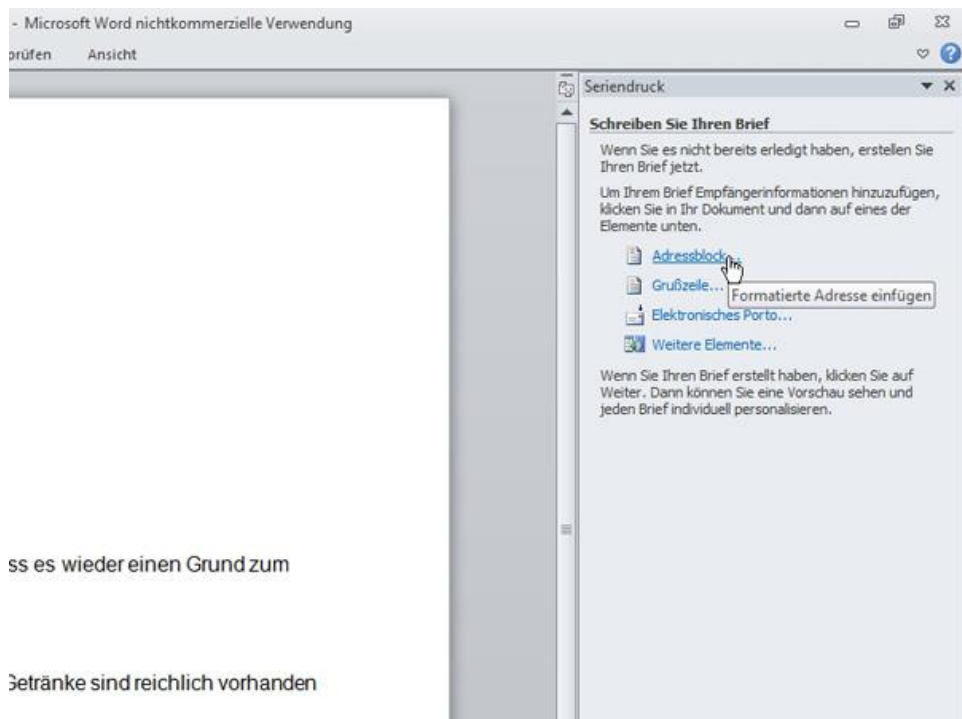 - Microsoft Word nichtkommerzielle Verwendung
prüfen Ansicht
Seriendruck
Schreiben Sie Ihren Brief
Wenn Sie es nicht bereits erledigt haben, erstellen Sie
Ihren Brief jetzt.
Um Ihrem Brief Empfängerinformationen hinzuzufügen,
klicken Sie in Ihr Dokument und dann auf eines der
Elemente unten.
Adressblock...
Grußzeile...
Formatierte Adresse einfügen
Elektronisches Porto...
Weitere Elemente...
Wenn Sie Ihren Brief erstellt haben, klicken Sie auf
Weiter. Dann können Sie eine Vorschau sehen und
jeden Brief individuell personalisieren.
ss es wieder einen Grund zum
Getränke sind reichlich vorhanden